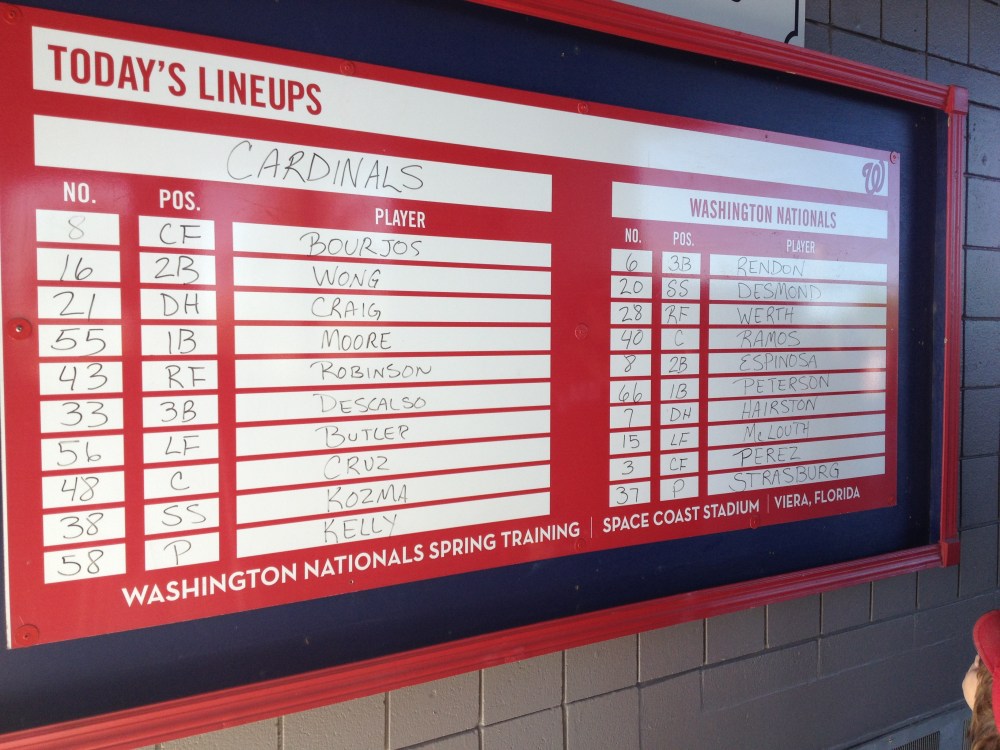 TODAY'S LINEUPS
CARDINALS
NO. POS. PLAYER
8 CF BOURJOS
16 2B WONG
21 DH CRAIG
55 1B MOORE
43 RF ROBINSON
33 3B DESCALSO
56 LF BUTLER
48 C CRUZ
38 SS KOZMA
58 P KELLY
W
WASHINGTON NATIONALS
NO. POS. PLAYER
6 3B RENDON
20 SS DESMOND
28 RF WERTH
40 C RAMOS
8 2B ESPINOSA
66 1B PETERSON
7 DH HAIRSTON
15 LF McLOUTH
3 CF PEREZ
37 P STRASBURG
WASHINGTON NATIONALS SPRING TRAINING | SPACE COAST STADIUM | VIERA, FLORIDA